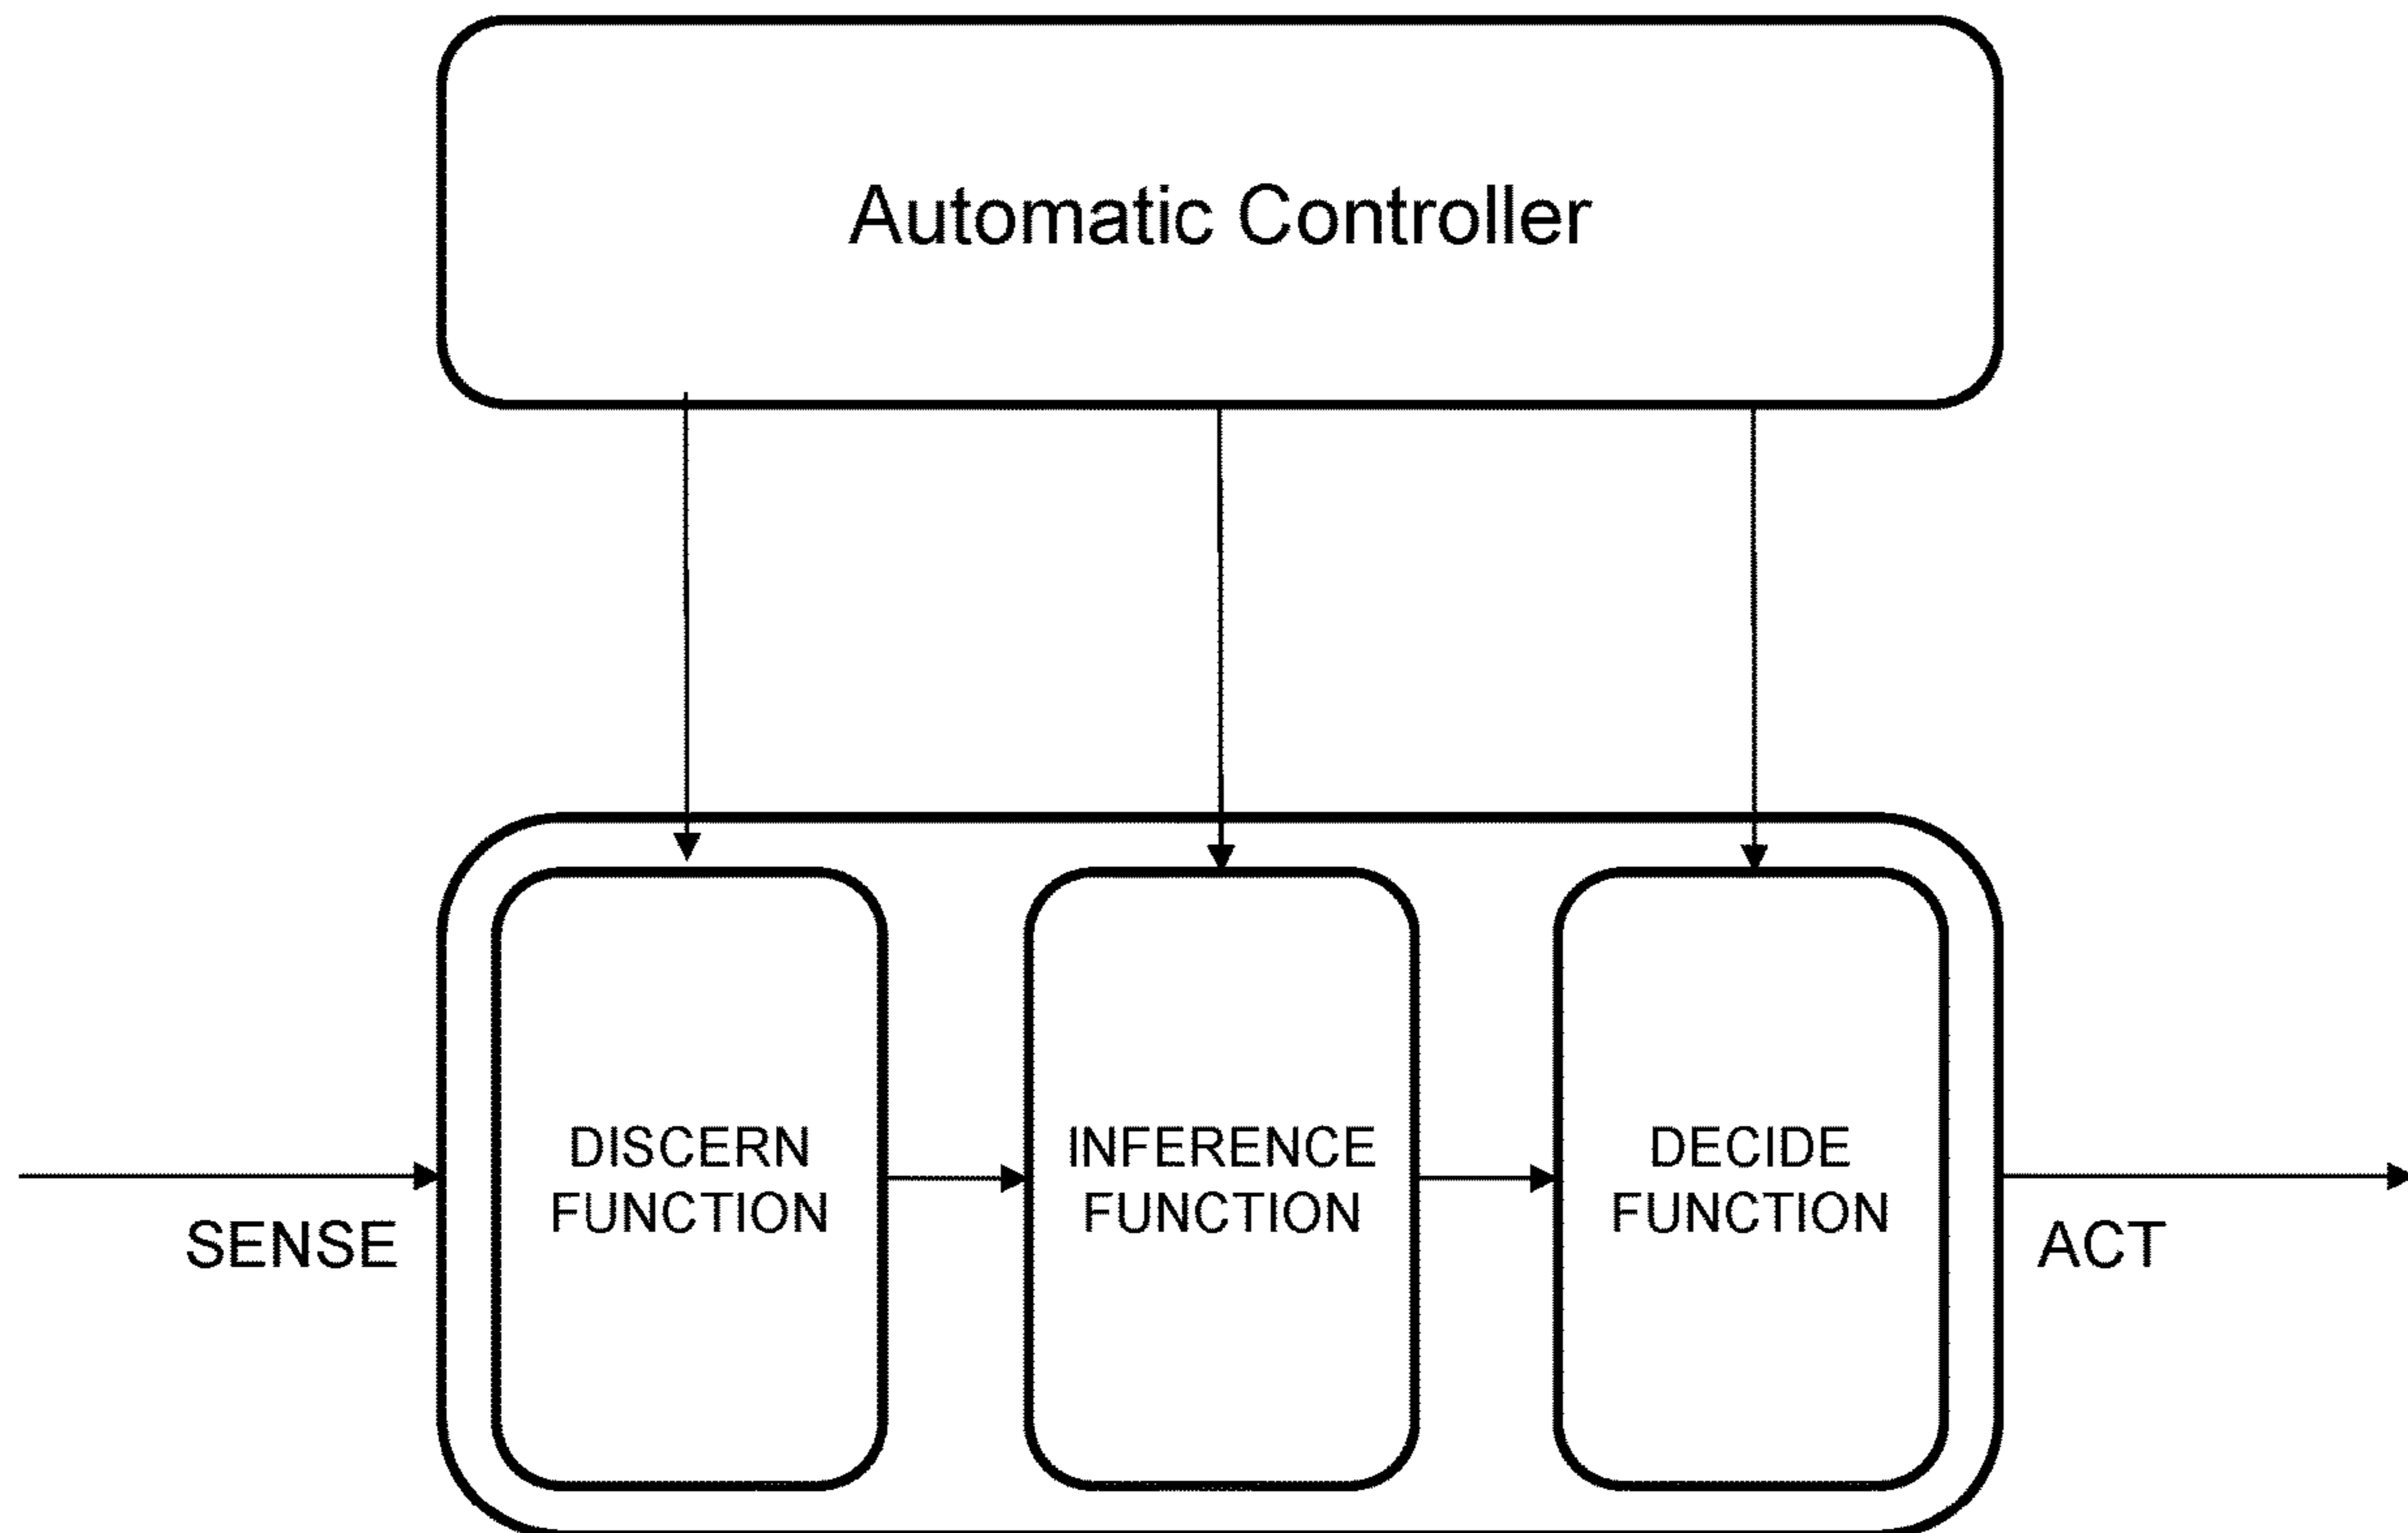 Automatic Controller
DISCERN
FUNCTION
INFERENCE
FUNCTION
DECIDE
FUNCTION
SENSE
ACT